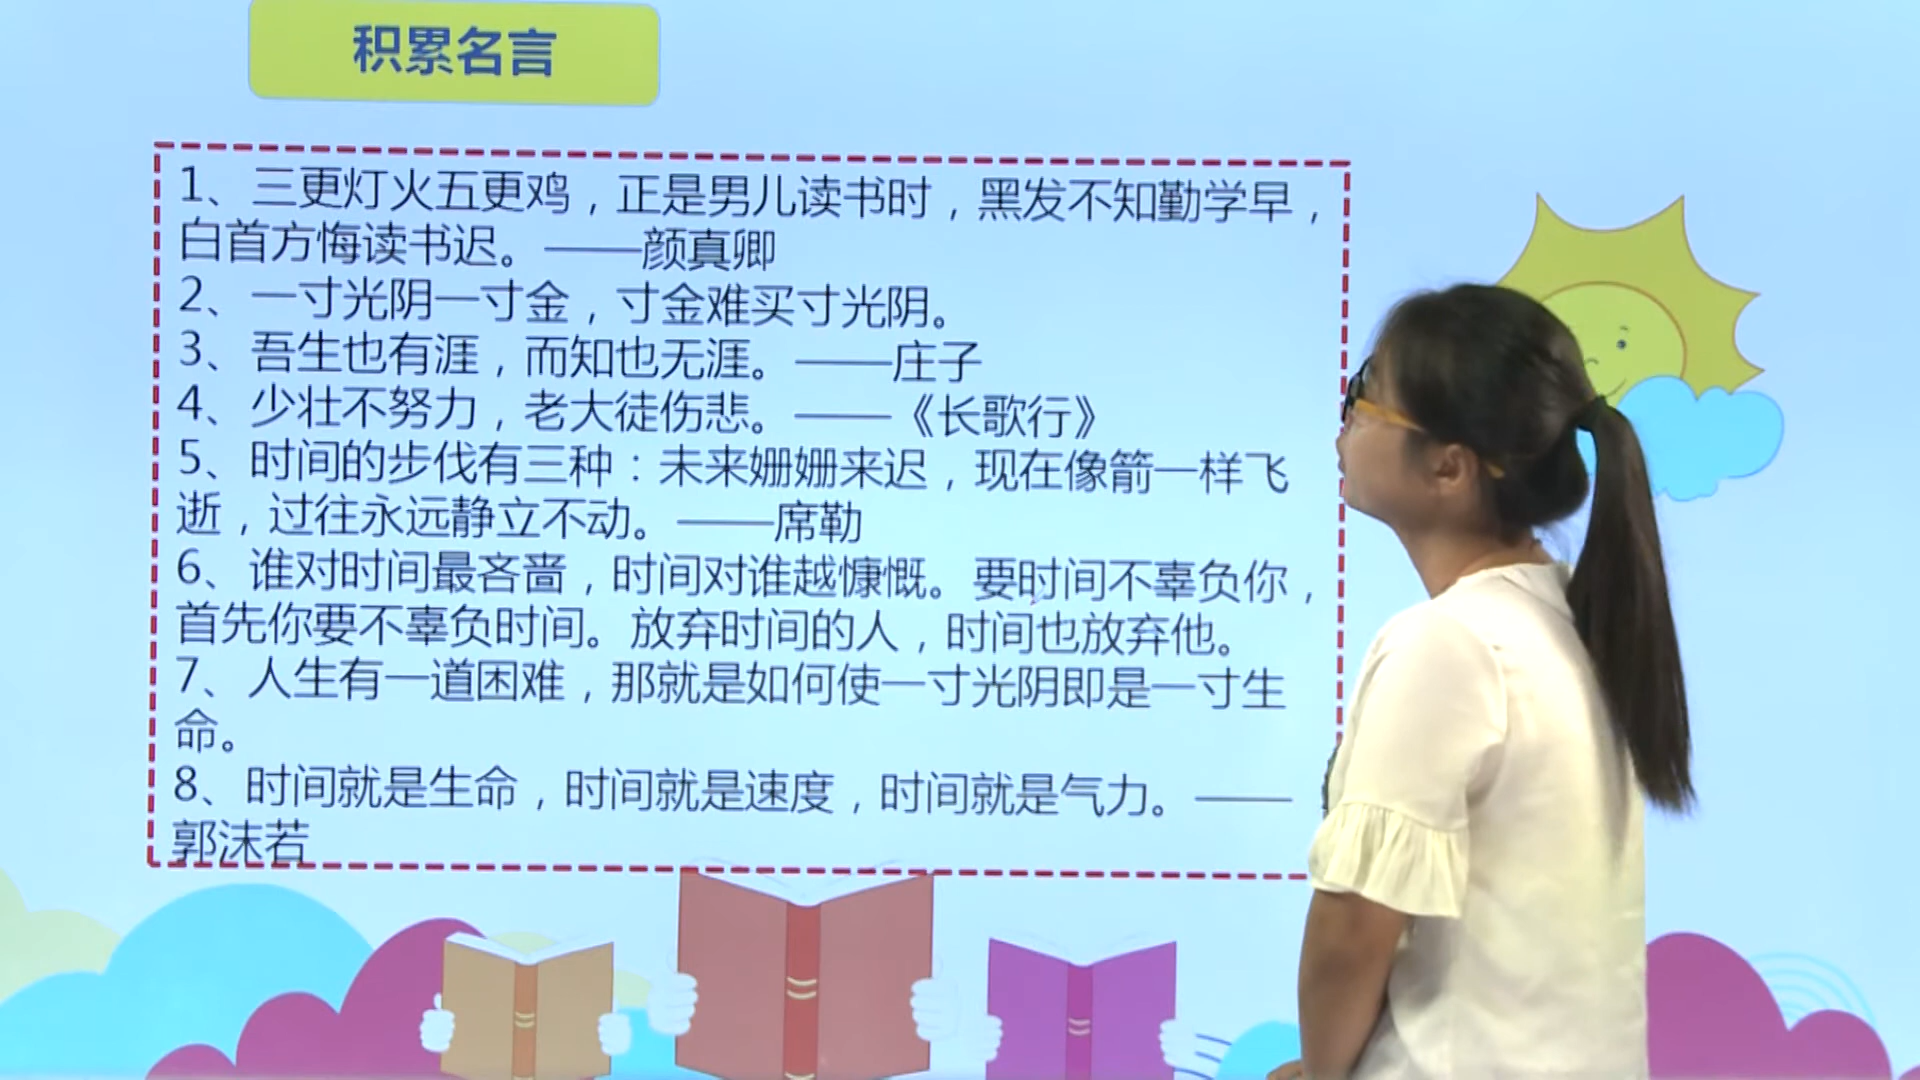 积累名言
1、三更灯火五更鸡，正是男儿读书时，黑发不知勤学早，
白首方悔读书迟。——颜真卿
2、一寸光阴一寸金，寸金难买寸光阴。
3、吾生也有涯，而知也无涯。——庄子
4、少壮不努力，老大徒伤悲。——《长歌行》
5、时间的步伐有三种：未来姗姗来迟，现在像箭一样飞
逝，过往永远静立不动。——席勒
6、谁对时间最吝啬，时间对谁越慷慨。要时间不辜负你，
首先你要不辜负时间。放弃时间的人，时间也放弃他。
7、人生有一道困难，那就是如何使一寸光阴即是一寸生
命。
8、时间就是生命，时间就是速度，时间就是气力。——
郭沫若